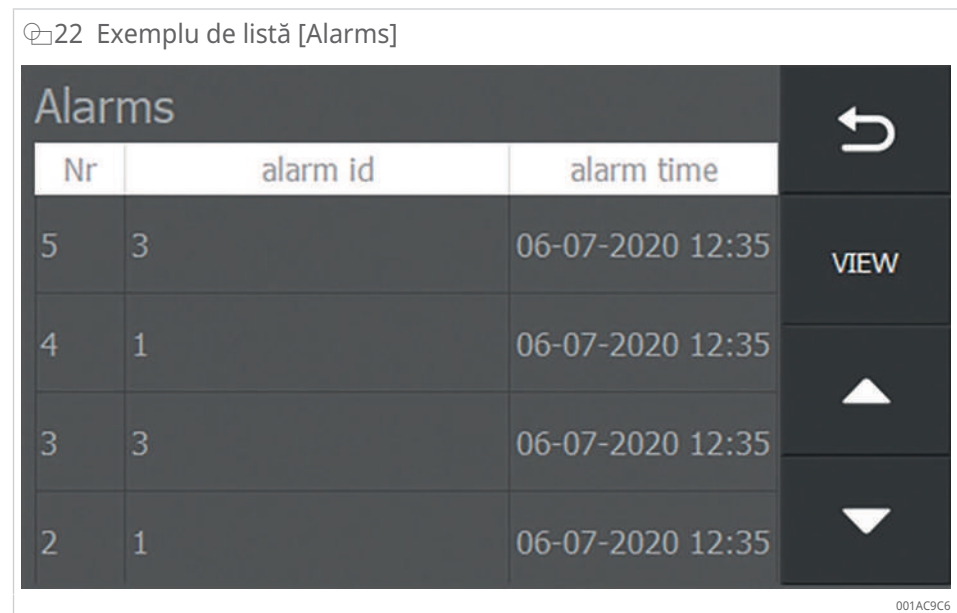 22 Exemplu de listă [Alarms]
Alarms
Nr alarm id alarm time
5 3 06-07-2020 12:35
VIEW
4 1 06-07-2020 12:35
3 3 06-07-2020 12:35
2 1 06-07-2020 12:35
001AC9C6